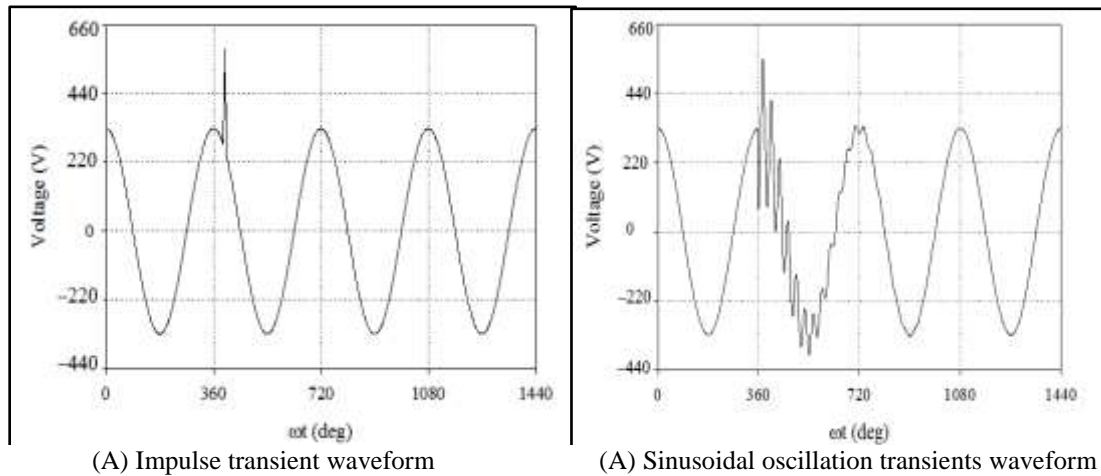 660
440
220
0
−220
−440
Voltage (V)
0 360 720 1080 1440
ωt (deg)
(A) Impulse transient waveform
660
440
220
0
−220
−440
Voltage (V)
0 360 720 1080 1440
ωt (deg)
(A) Sinusoidal oscillation transients waveform